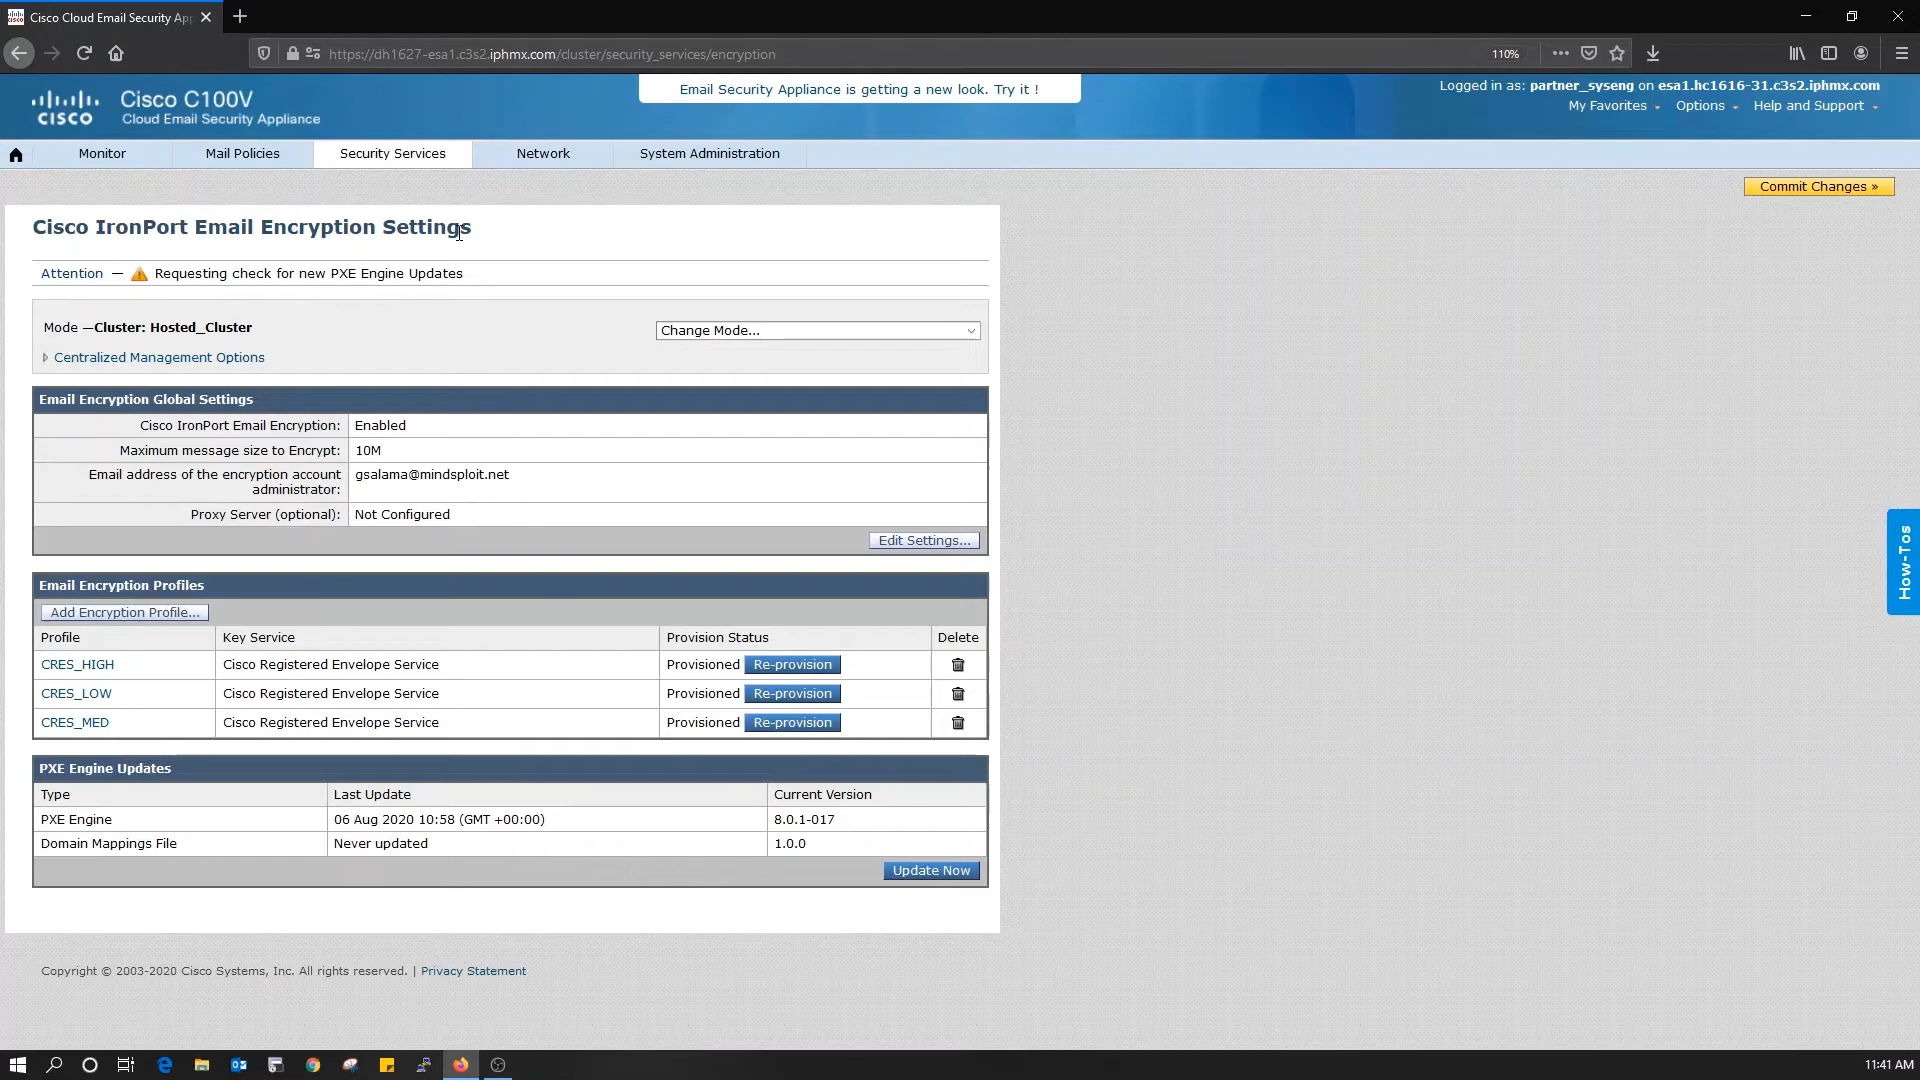 Cisco Cloud Email Security App
https://dh1627-esa1.c3s2.iphmx.com/cluster/security_services/encryption
110%
CISCO
Cisco C100V
Cloud Email Security Appliance
Email Security Appliance is getting a new look. Try it !
Logged in as: partner_syseng on esa1.hc1616-31.c3s2.iphmx.com
My Favorites Options Help and Support
Monitor Mail Policies Security Services Network System Administration
Commit Changes »
Cisco IronPort Email Encryption Settings
Attention — Requesting check for new PXE Engine Updates
Mode —Cluster: Hosted_Cluster
Change Mode...
Centralized Management Options
Email Encryption Global Settings
Cisco IronPort Email Encryption: Enabled
Maximum message size to Encrypt: 10M
Email address of the encryption account
administrator: gsalama@mindsploit.net
Proxy Server (optional): Not Configured
Edit Settings...
How-Tos
Email Encryption Profiles
Add Encryption Profile...
Profile Key Service Provision Status Delete
CRES_HIGH Cisco Registered Envelope Service Provisioned Re-provision
CRES_LOW Cisco Registered Envelope Service Provisioned Re-provision
CRES_MED Cisco Registered Envelope Service Provisioned Re-provision
PXE Engine Updates
Type Last Update Current Version
PXE Engine 06 Aug 2020 10:58 (GMT +00:00) 8.0.1-017
Domain Mappings File Never updated 1.0.0
Update Now
Copyright © 2003-2020 Cisco Systems, Inc. All rights reserved. | Privacy Statement
11:41 AM